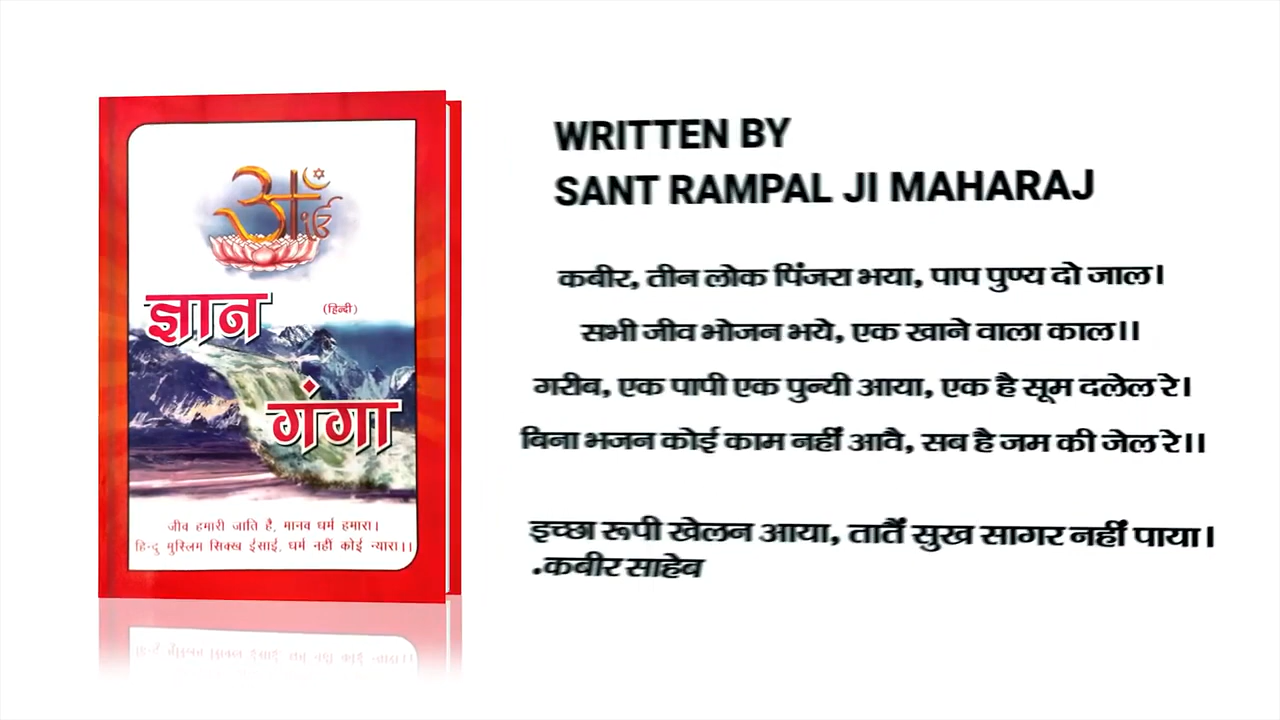 ज्ञान
(हिन्दी)
गंगा
जीव हमारी जाति है, मानव धर्म हमारा।
हिन्दु मुस्लिम सिक्ख ईसाई, धर्म नहीं कोई न्यारा।।
WRITTEN BY
SANT RAMPAL JI MAHARAJ
कबीर, तीन लोक पिंजरा भया, पाप पुण्य दो जाल।
सभी जीव भोजन भये, एक खाने वाला काल।।
गरीब, एक पापी एक पुन्यी आया, एक है सूम दलेल रे।
बिना भजन कोई काम नहीं आवै, सब है जम की जेल रे।।
इच्छा रूपी खेलन आया, तातैं सुख सागर नहीं पाया।
.कबीर साहेब